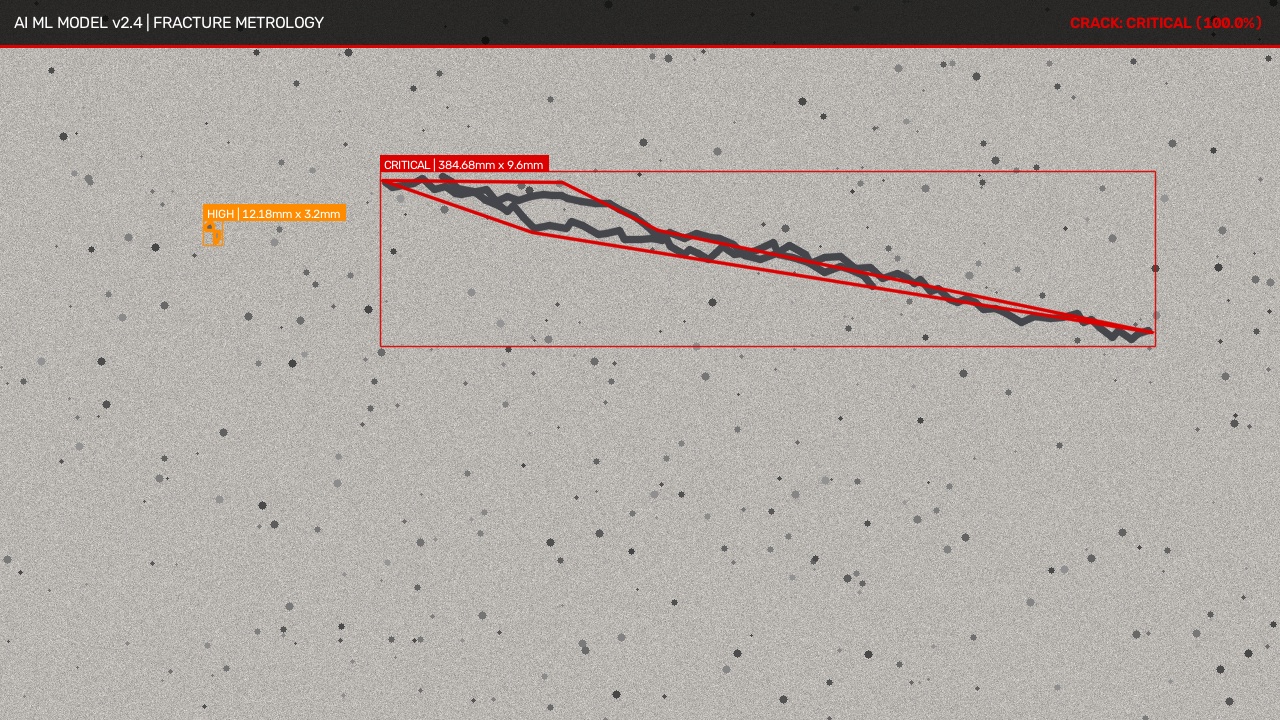 AI ML MODEL v2.4 | FRACTURE METROLOGY
CRACK: CRITICAL (100.0%)
CRITICAL | 384.68mm x 9.6mm
HIGH | 12.18mm x 3.2mm